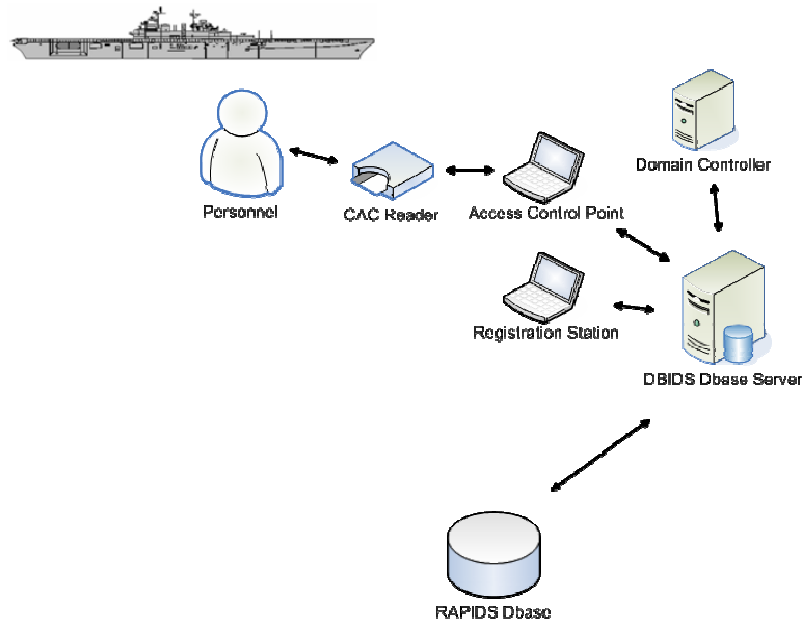 Domain Controller
Personnel
CAC Reader
Access Control Point
Registration Station
DBIDS Dbase Server
RAPIDS Dbase